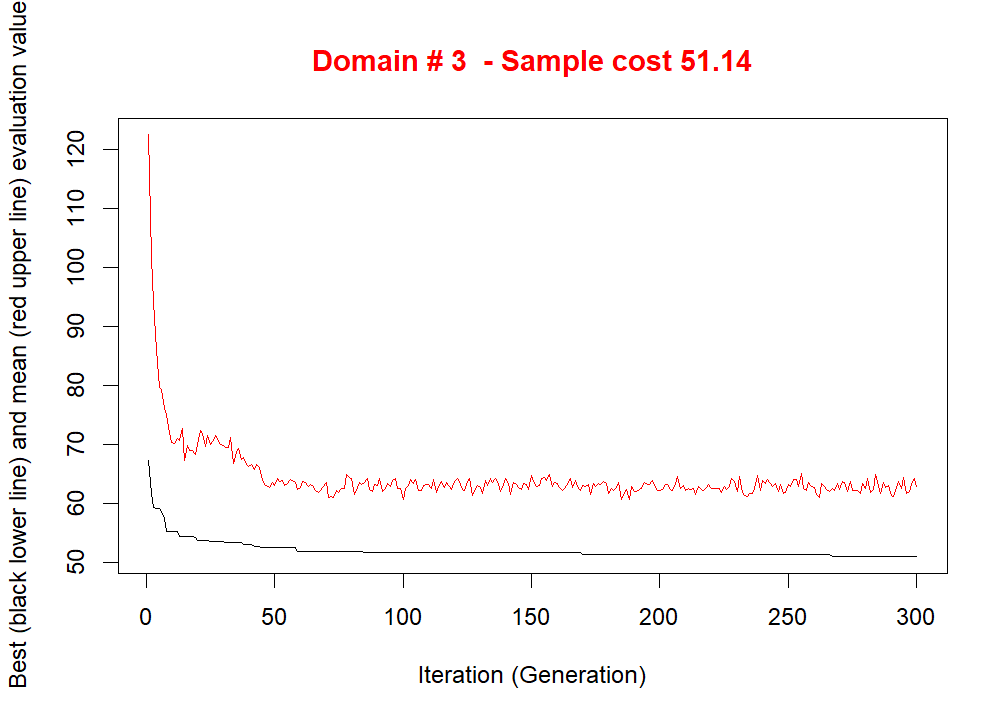 Domain # 3  - Sample cost 51.14
Best (black lower line) and mean (red upper line) evaluation value
120
110
100
90
80
70
60
50
0 50 100 150 200 250 300
Iteration (Generation)